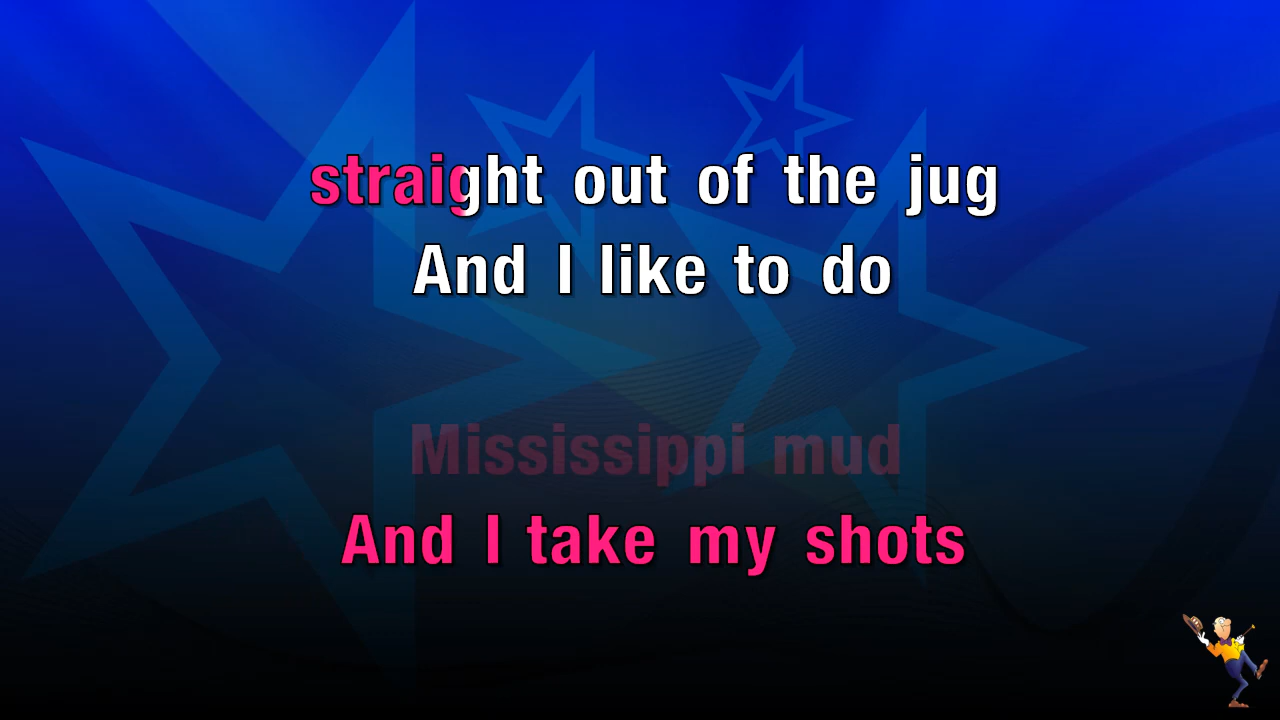 straight out of the jug
And I like to do
Mississippi mud
And I take my shots